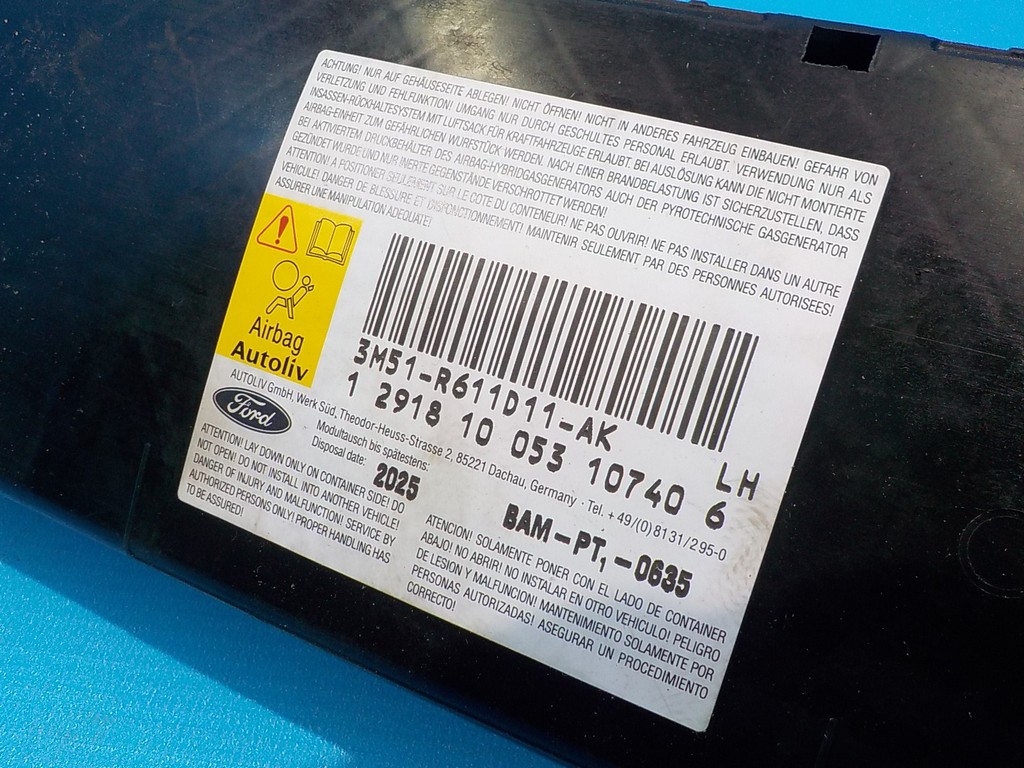 ACHTUNG! NUR AUF GEHÄUSESEITE ABLEGEN! NICHT ÖFFNEN! NICHT IN ANDERES FAHRZEUG EINBAUEN! GEFAHR VON
VERLETZUNG UND FEHLFUNKTION! UMGANG NUR DURCH GESCHULTES PERSONAL ERLAUBT. VERWENDUNG NUR ALS
INSASSEN-RÜCKHALTESYSTEM MIT LUFTSACK FÜR KRAFTFAHRZEUGE ERLAUBT BEI AUSLÖSUNG KANN DIE NICHT MONTIERTE
AIRBAG-EINHEIT ZUM GEFÄHRLICHEN WURFSTÜCK WERDEN. NACH EINER BRANDBELASTUNG IST SICHERZUSTELLEN, DASS
BEI AKTIVIERTEM DRUCKBEHÄLTER DES AIRBAG-HYBRIDGASGENERATORS AUCH DER PYROTECHNISCHE GASGENERATOR
GEZÜNDET WURDE UND NUR INERTE GEGENSTÄNDE VERSCHROTTET WERDEN!
ATTENTION! A POSITIONER SEULEMENT SUR LE COTE DU CONTENEUR! NE PAS OUVRIR! NE PAS INSTALLER DANS UN AUTRE
VEHICULE! DANGER DE BLESSURE ET DISFONCTIONNEMENT! MAINTENIR SEULEMENT PAR DES PERSONNES AUTORISEES!
ASSURER UNE MANIPULATION ADEQUATE!
Airbag
Autoliv
3M51-R611D11-AK LH
1 2918 10 053 10740 6
AUTOLIV GmbH, Werk Süd, Theodor-Heuss-Strasse 2, 85221 Dachau, Germany - Tel. +49/(0)8131/295-0
Ford
Modultausch bis spätestens:
Disposal date: 2025
BAM-PT,-0635
ATTENTION! LAY DOWN ONLY ON CONTAINER SIDE! DO
NOT OPEN! DO NOT INSTALL INTO ANOTHER VEHICLE!
DANGER OF INJURY AND MALFUNCTION! SERVICE BY
AUTHORIZED PERSONS ONLY! PROPER HANDLING HAS
TO BE ASSURED!
ATENCION! SOLAMENTE PONER CON EL LADO DE CONTAINER
ABAJO! NO ABRIR! NO INSTALAR EN OTRO VEHICULO! PELIGRO
DE LESION Y MALFUNCION! MANTENIMIENTO SOLAMENTE POR
PERSONAS AUTORIZADAS! ASEGURAR UN PROCEDIMIENTO
CORRECTO!